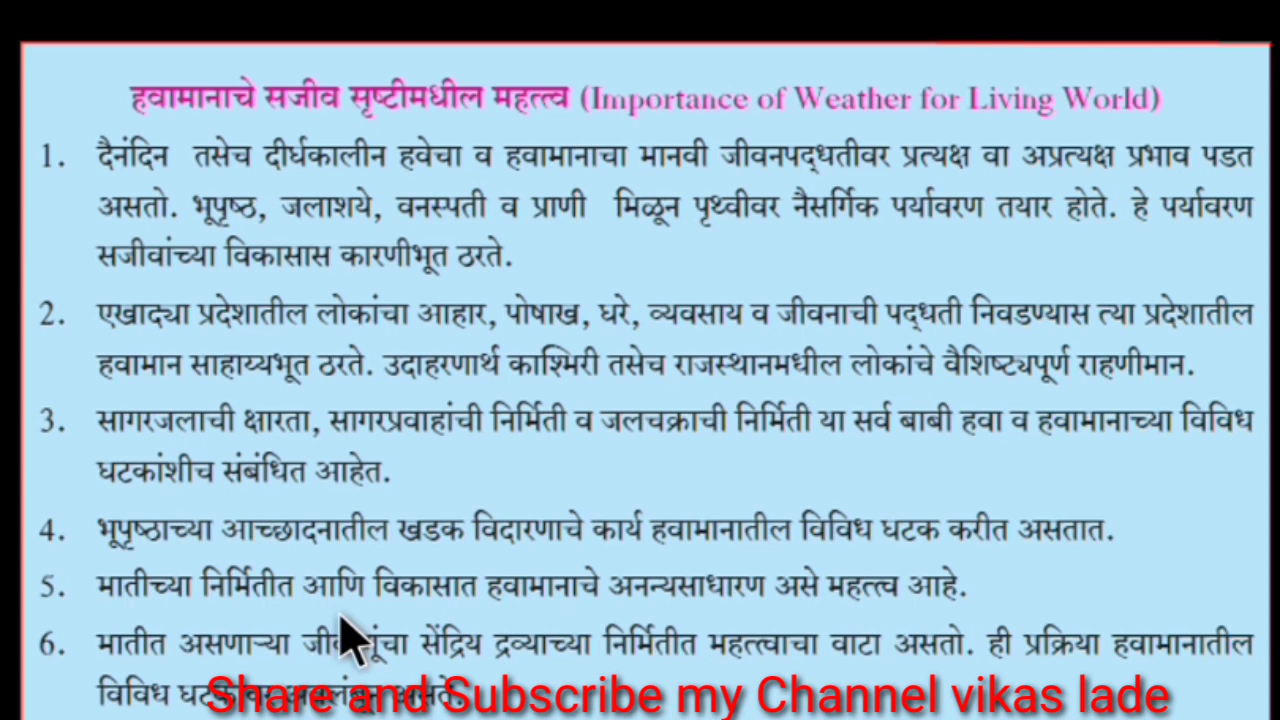 हवामानाचे सजीव सृष्टीमधील महत्त्व (Importance of Weather for Living World)
1. दैनंदिन तसेच दीर्घकालीन हवेचा व हवामानाचा मानवी जीवनपद्धतीवर प्रत्यक्ष वा अप्रत्यक्ष प्रभाव पडत
असतो. भूपृष्ठ, जलाशये, वनस्पती व प्राणी मिळून पृथ्वीवर नैसर्गिक पर्यावरण तयार होते. हे पर्यावरण
सजीवांच्या विकासास कारणीभूत ठरते.
2. एखाद्या प्रदेशातील लोकांचा आहार, पोषाख, घरे, व्यवसाय व जीवनाची पद्धती निवडण्यास त्या प्रदेशातील
हवामान साहाय्यभूत ठरते. उदाहरणार्थ काश्मिरी तसेच राजस्थानमधील लोकांचे वैशिष्ट्यपूर्ण राहणीमान.
3. सागरजलाची क्षारता, सागरप्रवाहांची निर्मिती व जलचक्राची निर्मिती या सर्व बाबी हवा व हवामानाच्या विविध
घटकांशीच संबंधित आहेत.
4. भूपृष्ठाच्या आच्छादनातील खडक विदारणाचे कार्य हवामानातील विविध घटक करीत असतात.
5. मातीच्या निर्मितीत आणि विकासात हवामानाचे अनन्यसाधारण असे महत्त्व आहे.
6. मातीत असणाऱ्या सेंद्रिय द्रव्याच्या निर्मितीत महत्त्वाचा वाटा असतो. ही प्रक्रिया हवामानातील
विविध
Share and Subscribe my Channel vikas lade